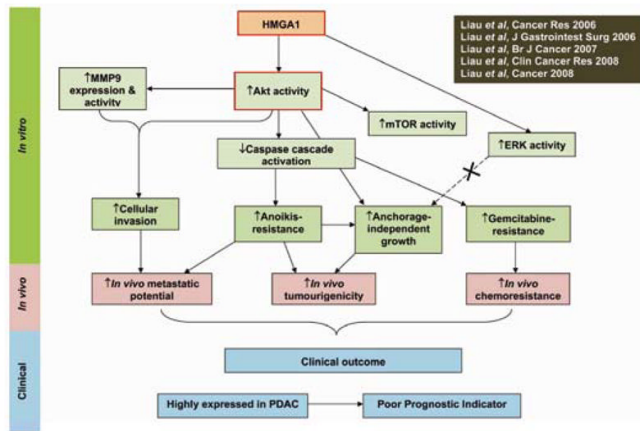 HMGA1
Liau et al, Cancer Res 2006
Liau et al, J Gastrointest Surg 2006
Liau et al, Br J Cancer 2007
Liau et al, Clin Cancer Res 2008
Liau et al, Cancer 2008
In vitro
↑MMP9
expression &
activity
↑Akt activity
↑mTOR activity
↑ERK activity
↓Caspase cascade
activation
↑Cellular
invasion
↑Anoikis-
resistance
↑Anchorage-
independent
growth
↑Gemcitabine-
resistance
In vivo
↑In vivo metastatic
potential
↑In vivo
tumourigenicity
↑In vivo
chemoresistance
Clinical
Clinical outcome
Highly expressed in PDAC
Poor Prognostic Indicator